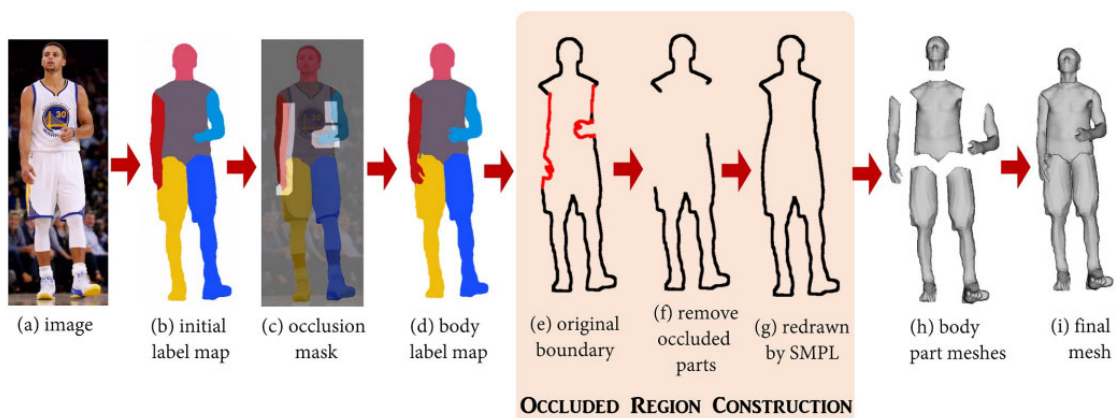 30
(a) image
(b) initial
label map
(c) occlusion
mask
(d) body
label map
(e) original
boundary
(f) remove
occluded
parts
(g) redrawn
by SMPL
(h) body
part meshes
(i) final
mesh
OCCLUDED REGION CONSTRUCTION